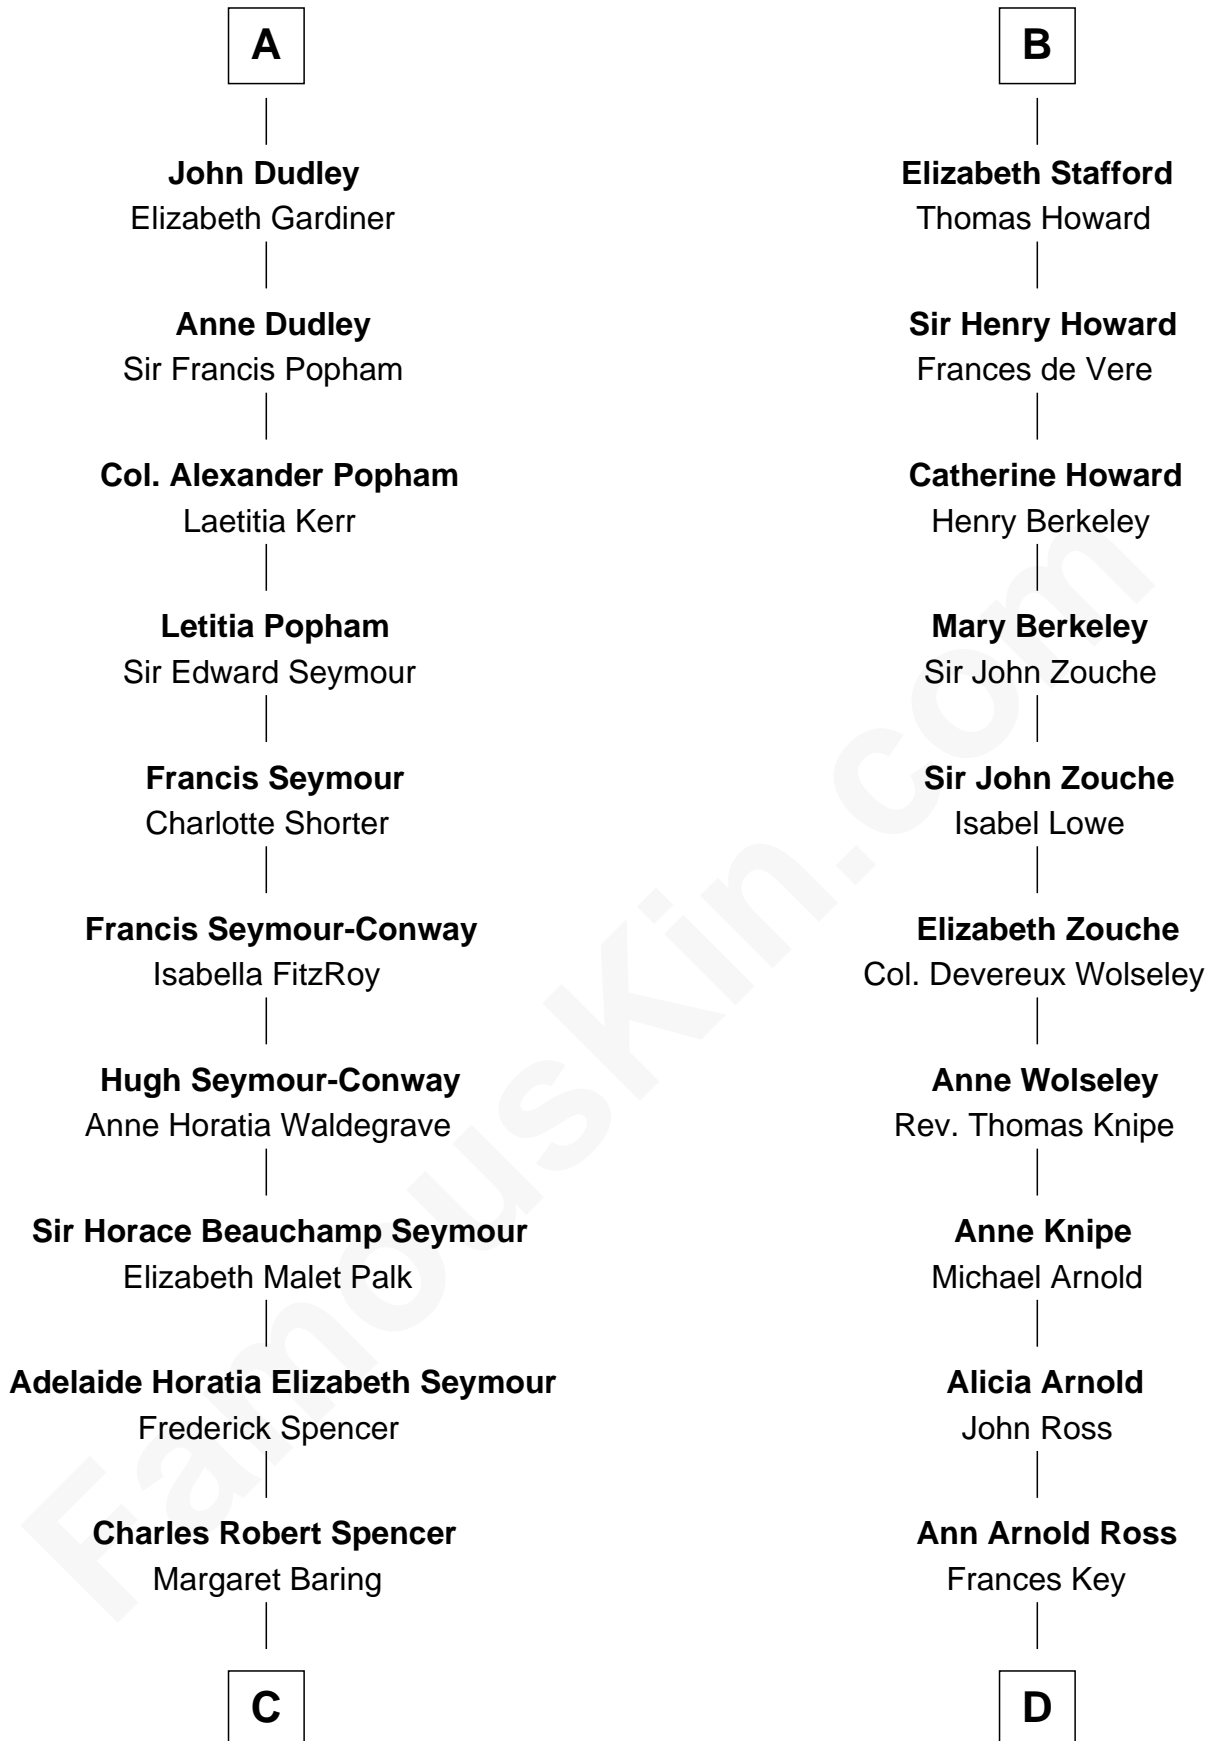 A
John Dudley
Elizabeth Gardiner
Anne Dudley
Sir Francis Popham
Col. Alexander Popham
Laetitia Kerr
Letitia Popham
Sir Edward Seymour
Francis Seymour
Charlotte Shorter
Francis Seymour-Conway
Isabella FitzRoy
Hugh Seymour-Conway
Anne Horatia Waldegrave
Sir Horace Beauchamp Seymour
Elizabeth Malet Palk
Adelaide Horatia Elizabeth Seymour
Frederick Spencer
Charles Robert Spencer
Margaret Baring
C
B
Elizabeth Stafford
Thomas Howard
Sir Henry Howard
Frances de Vere
Catherine Howard
Henry Berkeley
Mary Berkeley
Sir John Zouche
Sir John Zouche
Isabel Lowe
Elizabeth Zouche
Col. Devereux Wolseley
Anne Wolseley
Rev. Thomas Knipe
Anne Knipe
Michael Arnold
Alicia Arnold
John Ross
Ann Arnold Ross
Frances Key
D
FamousKin.com